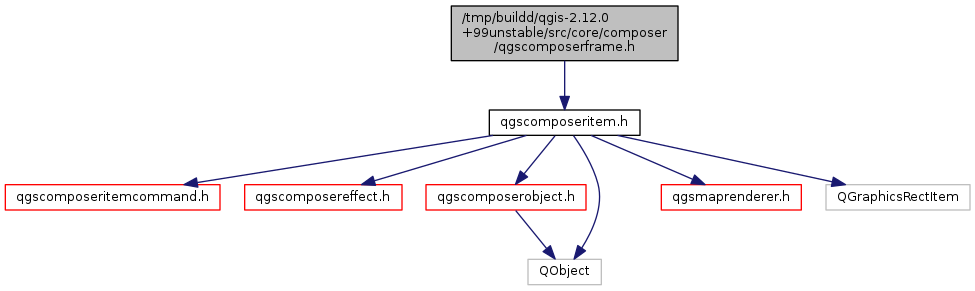 /tmp/buildd/qgis-2.12.0
+99unstable/src/core/composer
/qgscomposerframe.h
qgscomposeritem.h
qgscomposeritemcommand.h
qgscomposereffect.h
qgscomposerobject.h
qgsmaprenderer.h
QGraphicsRectItem
QObject